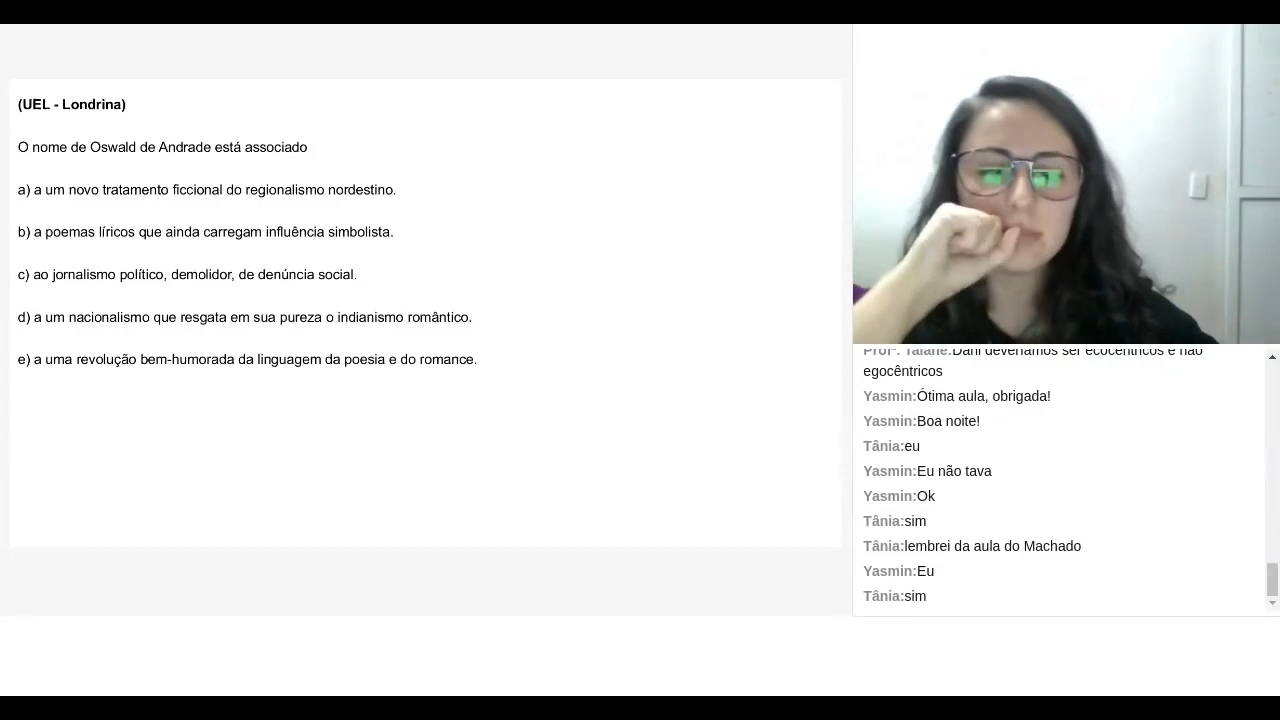 (UEL - Londrina)
O nome de Oswald de Andrade está associado
a) a um novo tratamento ficcional do regionalismo nordestino.
b) a poemas líricos que ainda carregam influência simbolista.
c) ao jornalismo político, demolidor, de denúncia social.
d) a um nacionalismo que resgata em sua pureza o indianismo romântico.
e) a uma revolução bem-humorada da linguagem da poesia e do romance.
Profª. Taiane:Dani deveríamos ser ecocêntricos e não
egocêntricos
Yasmin:Ótima aula, obrigada!
Yasmin:Boa noite!
Tânia:eu
Yasmin:Eu não tava
Yasmin:Ok
Tânia:sim
Tânia:lembrei da aula do Machado
Yasmin:Eu
Tânia:sim